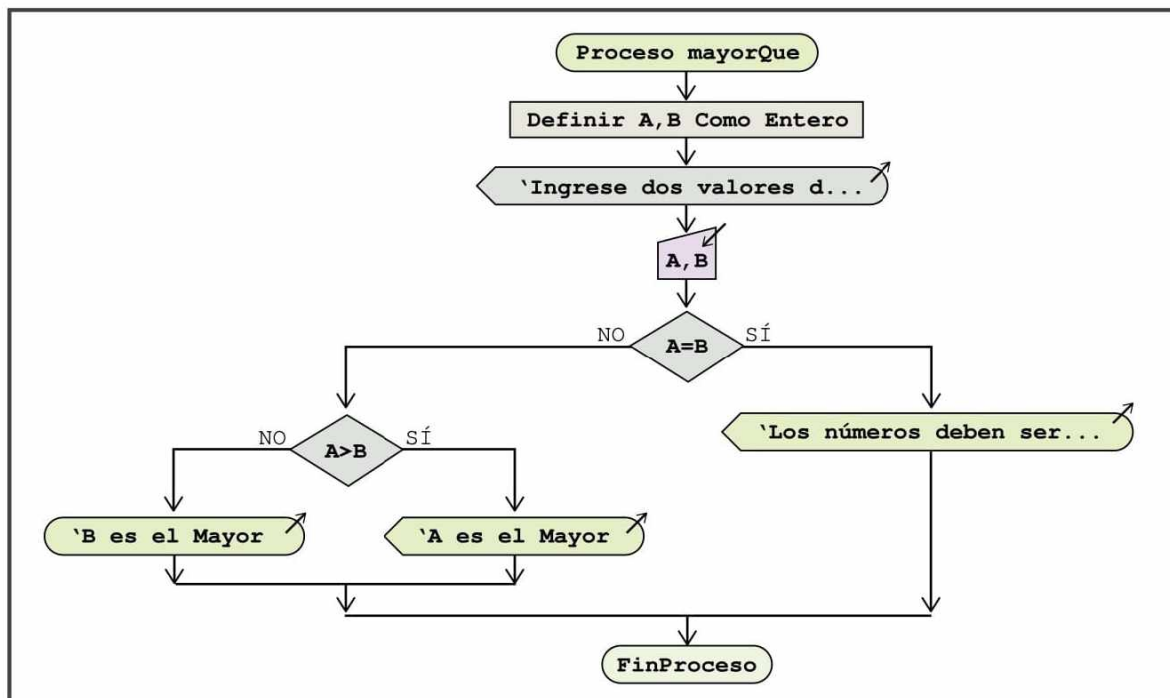 Proceso mayorQue
Definir A,B Como Entero
‘Ingrese dos valores d...
A,B
NO
A=B
SÍ
‘Los números deben ser...
NO
A>B
SÍ
‘B es el Mayor
‘A es el Mayor
FinProceso